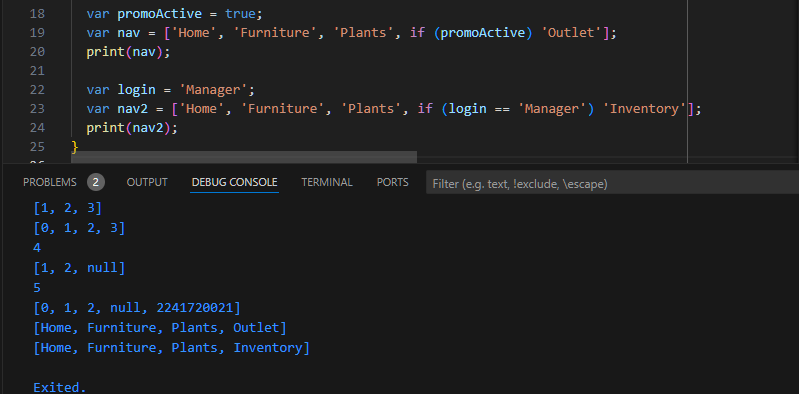 18 var promoActive = true;
19 var nav = ['Home', 'Furniture', 'Plants', if (promoActive) 'Outlet'];
20 print(nav);
21
22 var login = 'Manager';
23 var nav2 = ['Home', 'Furniture', 'Plants', if (login == 'Manager') 'Inventory'];
24 print(nav2);
25 }
26
PROBLEMS 2 OUTPUT DEBUG CONSOLE TERMINAL PORTS Filter (e.g. text, !exclude, \escape)
[1, 2, 3]
[0, 1, 2, 3]
4
[1, 2, null]
5
[0, 1, 2, null, 2241720021]
[Home, Furniture, Plants, Outlet]
[Home, Furniture, Plants, Inventory]
Exited.